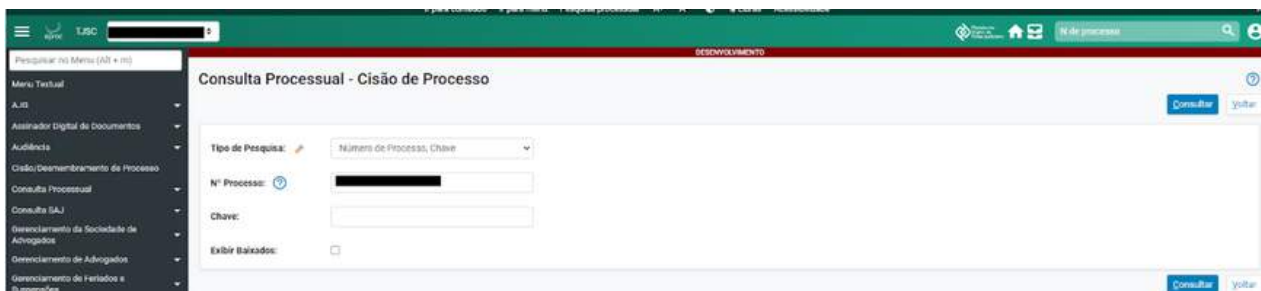 eproc TJSC
Nº de processo
DESENVOLVIMENTO
Pesquisar no Menu (Alt + m)
Menu Textual
AJG
Assinador Digital de Documentos
Audiência
Cisão/Desmembramento de Processo
Consulta Processual
Consulta SAJ
Gerenciamento da Sociedade de
Advogados
Gerenciamento de Advogados
Gerenciamento de Feriados e
Suspensões
Consulta Processual - Cisão de Processo
Consultar Voltar
Tipo de Pesquisa: Número de Processo, Chave
N° Processo:
Chave:
Exibir Baixados:
Consultar Voltar